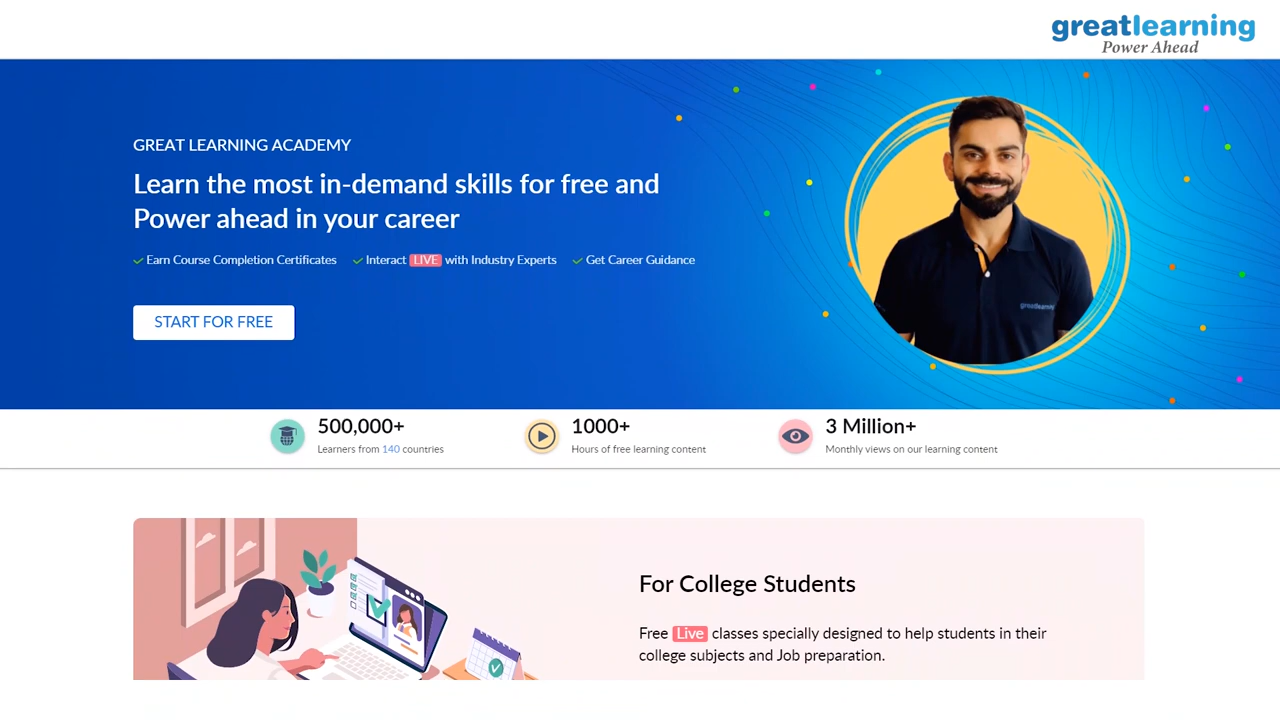 greatlearning
Power Ahead
GREAT LEARNING ACADEMY
Learn the most in-demand skills for free and
Power ahead in your career
Earn Course Completion Certificates Interact LIVE with Industry Experts Get Career Guidance
START FOR FREE
greatlearning
500,000+ 1000+ 3 Million+
Learners from 140 countries Hours of free learning content Monthly views on our learning content
For College Students
Free Live classes specially designed to help students in their
college subjects and Job preparation.